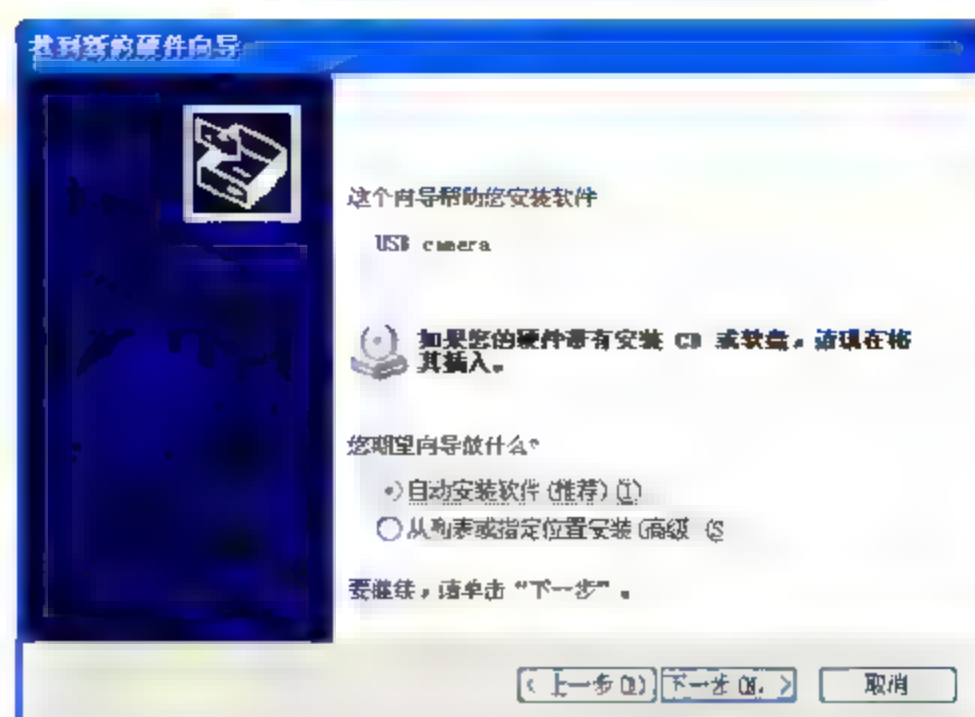 找到新的硬件向导
这个向导帮助您安装软件
USB camera
如果您的硬件带有安装 CD 或软盘，请现在将
其插入。
您期望向导做什么?
自动安装软件 (推荐) (I)
从列表或指定位置安装 (高级) (S
要继续，请单击“下一步”。
< 上一步(B)
下一步(N) >
取消